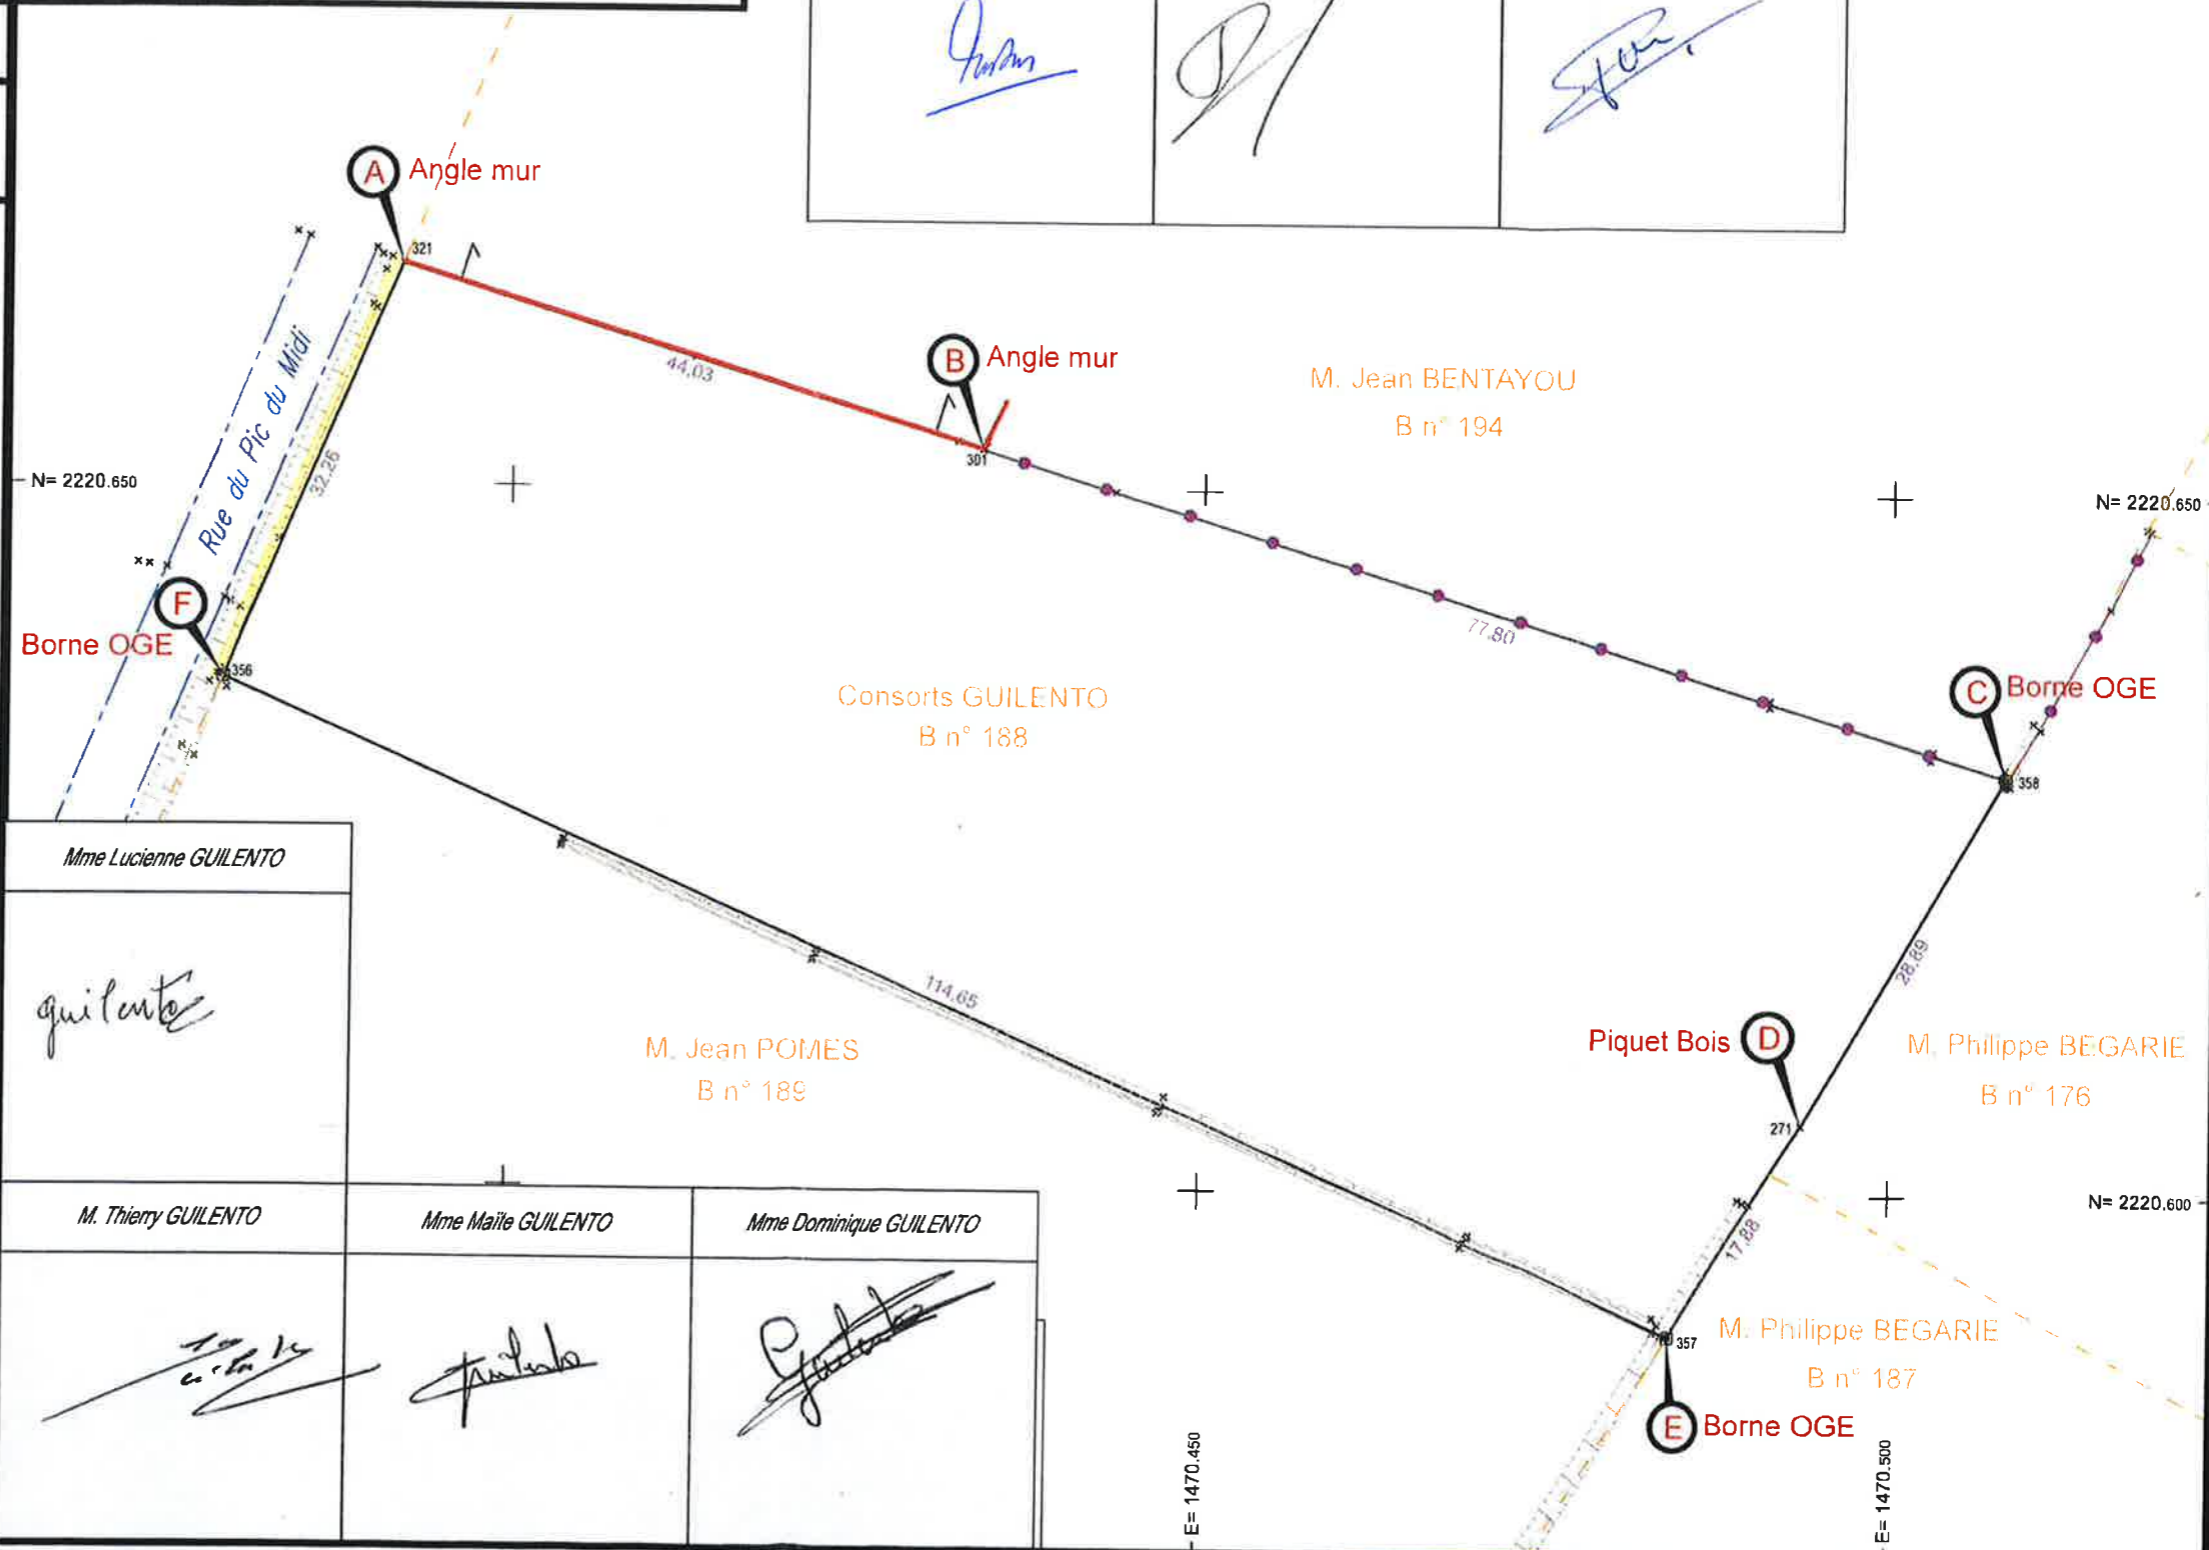 A Angle mur
321
44,03
B Angle mur
301
M. Jean BENTAYOU
B n° 194
Rue du Pic du Midi
32,26
N= 2220.650
N= 2220.650
F
Borne OGE
356
77,80
C Borne OGE
358
Consorts GUILENTO
B n° 188
Mme Lucienne GUILENTO
guilento
28,89
114,65
M. Jean POMES
B n° 189
Piquet Bois D
271
M. Philippe BEGARIE
B n° 176
N= 2220.600
17,88
M. Thierry GUILENTO
Mme Maïte GUILENTO
Mme Dominique GUILENTO
357
M. Philippe BEGARIE
B n° 187
E Borne OGE
E= 1470.450
E= 1470.500